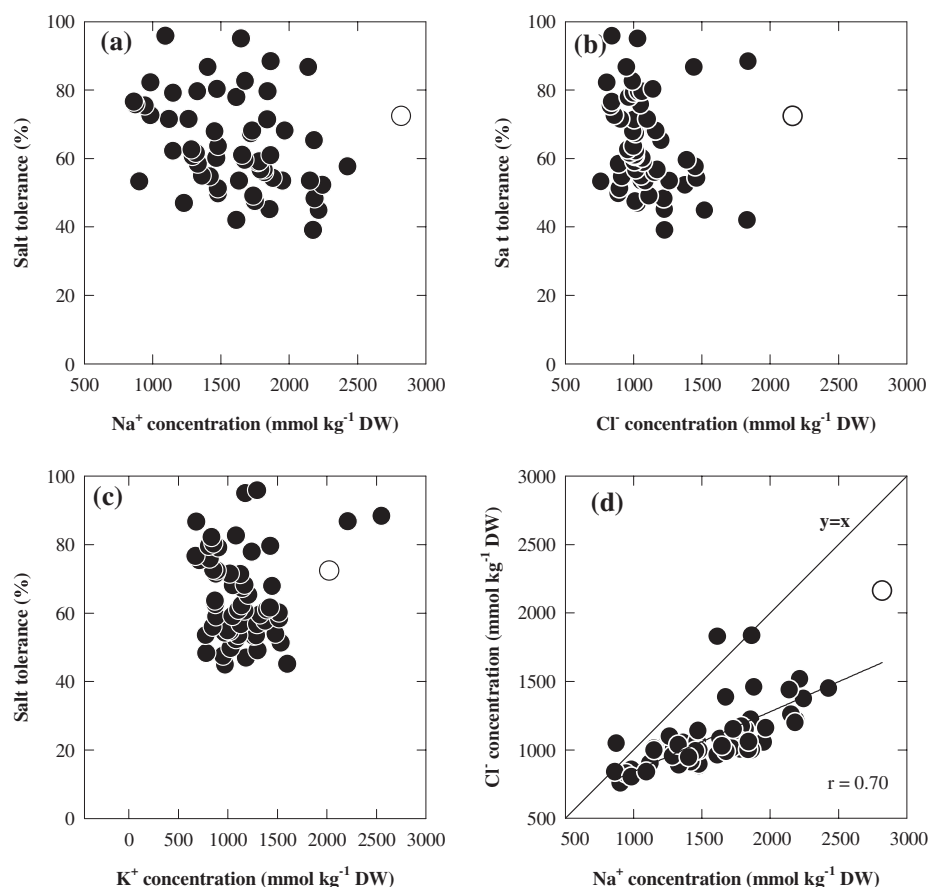 (a)
100
80
60
40
20
0
Salt tolerance (%)
500 1000 1500 2000 2500 3000
Na⁺ concentration (mmol kg⁻¹ DW)
(b)
100
80
60
40
20
0
Sa t tolerance (%)
500 1000 1500 2000 2500 3000
Cl⁻ concentration (mmol kg⁻¹ DW)
(c)
100
80
60
40
20
0
Salt tolerance (%)
0 500 1000 1500 2000 2500 3000
K⁺ concentration (mmol kg⁻¹ DW)
(d)
y=x
3000
2500
2000
1500
1000
500
Cl⁻ concentration (mmol kg⁻¹ DW)
r = 0.70
500 1000 1500 2000 2500 3000
Na⁺ concentration (mmol kg⁻¹ DW)